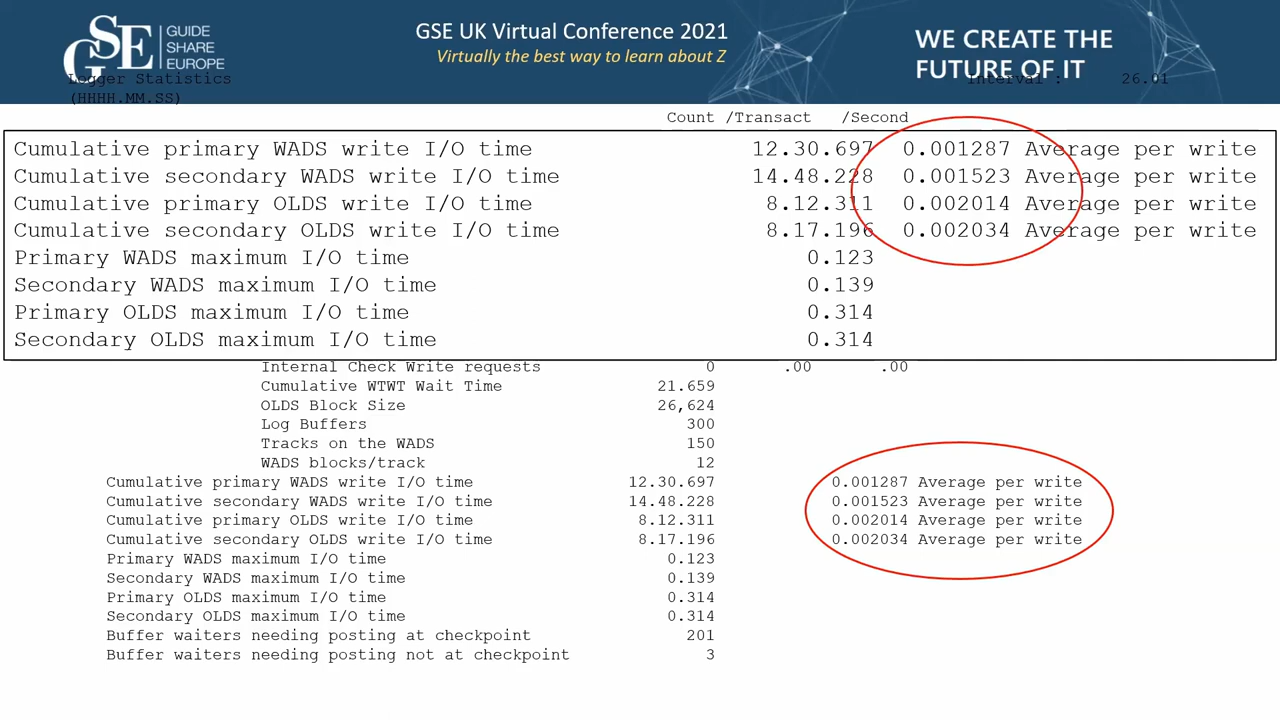 GSE
GUIDE
SHARE
EUROPE
GSE UK Virtual Conference 2021
Virtually the best way to learn about Z
WE CREATE THE
FUTURE OF IT
Logger Statistics Interval : 26.01
(HHHH.MM.SS)
Count /Transact /Second
Cumulative primary WADS write I/O time 12.30.697 0.001287 Average per write
Cumulative secondary WADS write I/O time 14.48.228 0.001523 Average per write
Cumulative primary OLDS write I/O time 8.12.311 0.002014 Average per write
Cumulative secondary OLDS write I/O time 8.17.196 0.002034 Average per write
Primary WADS maximum I/O time 0.123
Secondary WADS maximum I/O time 0.139
Primary OLDS maximum I/O time 0.314
Secondary OLDS maximum I/O time 0.314
Internal Check Write requests 0 .00 .00
Cumulative WTWT Wait Time 21.659
OLDS Block Size 26,624
Log Buffers 300
Tracks on the WADS 150
WADS blocks/track 12
Cumulative primary WADS write I/O time 12.30.697 0.001287 Average per write
Cumulative secondary WADS write I/O time 14.48.228 0.001523 Average per write
Cumulative primary OLDS write I/O time 8.12.311 0.002014 Average per write
Cumulative secondary OLDS write I/O time 8.17.196 0.002034 Average per write
Primary WADS maximum I/O time 0.123
Secondary WADS maximum I/O time 0.139
Primary OLDS maximum I/O time 0.314
Secondary OLDS maximum I/O time 0.314
Buffer waiters needing posting at checkpoint 201
Buffer waiters needing posting not at checkpoint 3